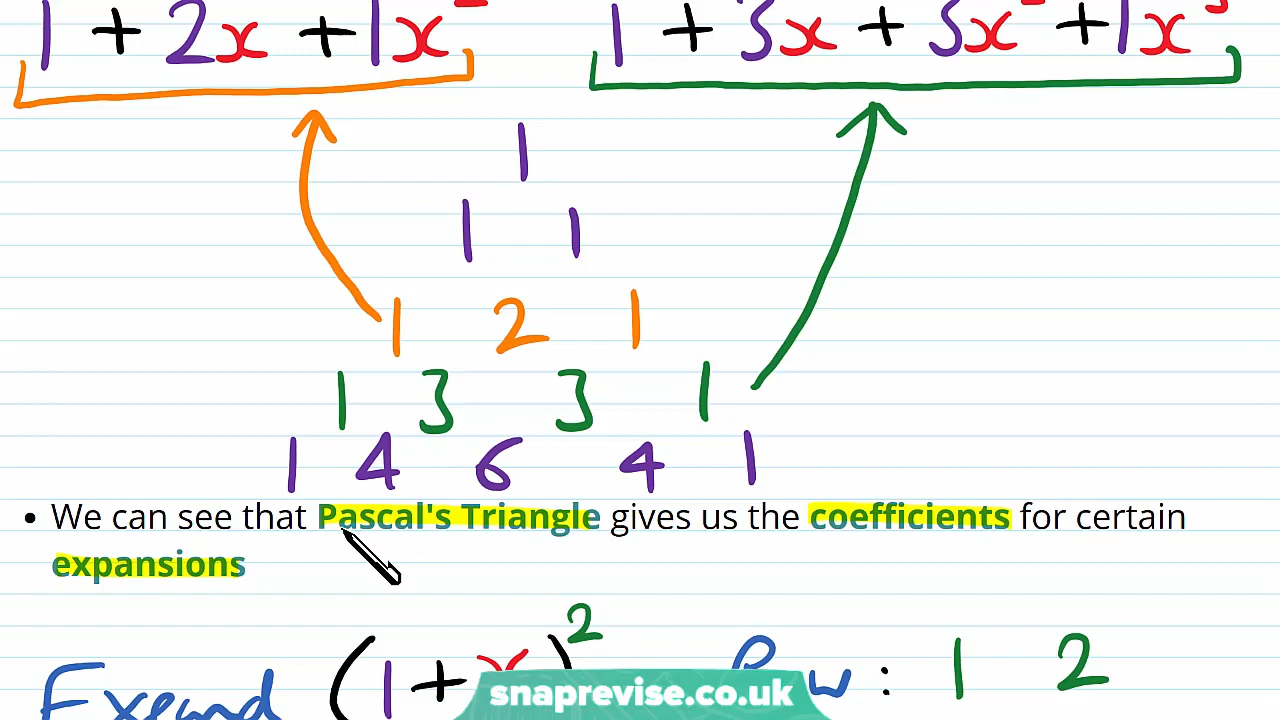 1 + 2x + 1x² 1 + 3x + 3x² + 1x³
1
1 1
1 2 1
1 3 3 1
1 4 6 4 1
• We can see that Pascal's Triangle gives us the coefficients for certain
expansions
Expand (1 + x)² Row : 1 2
snaprevise.co.uk